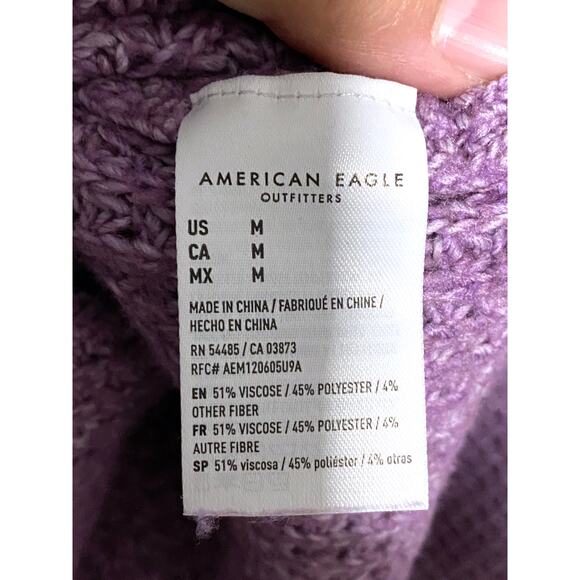 AMERICAN EAGLE
OUTFITTERS
US M
CA M
MX M
MADE IN CHINA / FABRIQUÉ EN CHINE /
HECHO EN CHINA
RN 54485 / CA 03873
RFC# AEM120605U9A
EN 51% VISCOSE / 45% POLYESTER / 4%
OTHER FIBER
FR 51% VISCOSE / 45% POLYESTER / 4%
AUTRE FIBRE
SP 51% viscosa / 45% poliéster / 4% otras